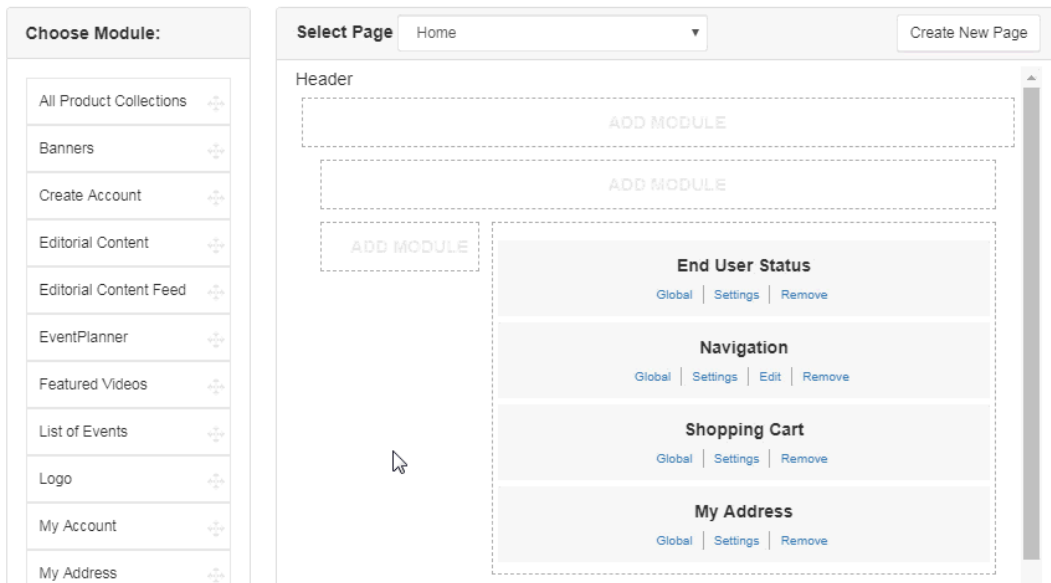 Choose Module:
All Product Collections
Banners
Create Account
Editorial Content
Editorial Content Feed
EventPlanner
Featured Videos
List of Events
Logo
My Account
My Address
Select Page Home Create New Page
Header
ADD MODULE
ADD MODULE
ADD MODULE
End User Status
Global Settings Remove
Navigation
Global Settings Edit Remove
Shopping Cart
Global Settings Remove
My Address
Global Settings Remove